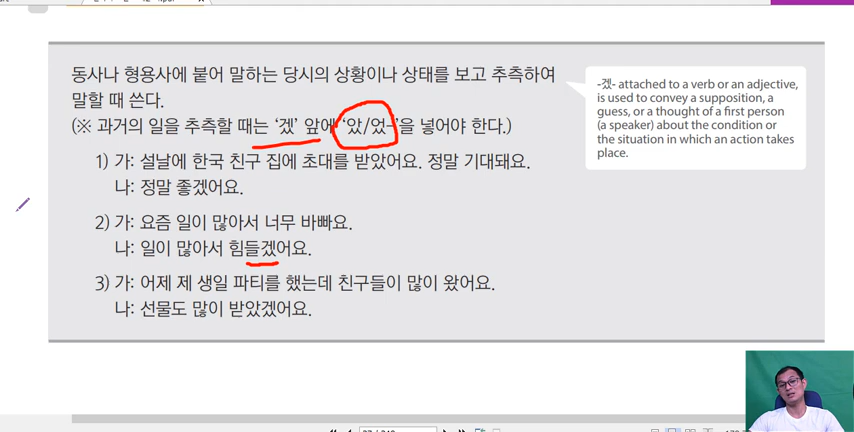 동사나 형용사에 붙어 말하는 당시의 상황이나 상태를 보고 추측하여
말할 때 쓴다.
(※ 과거의 일을 추측할 때는 ‘겠’ 앞에 ‘았/었-’을 넣어야 한다.)
1) 가: 설날에 한국 친구 집에 초대를 받았어요. 정말 기대돼요.
나: 정말 좋겠어요.
2) 가: 요즘 일이 많아서 너무 바빠요.
나: 일이 많아서 힘들겠어요.
3) 가: 어제 제 생일 파티를 했는데 친구들이 많이 왔어요.
나: 선물도 많이 받았겠어요.
-겠- attached to a verb or an adjective,
is used to convey a supposition, a
guess, or a thought of a first person
(a speaker) about the condition or
the situation in which an action takes
place.